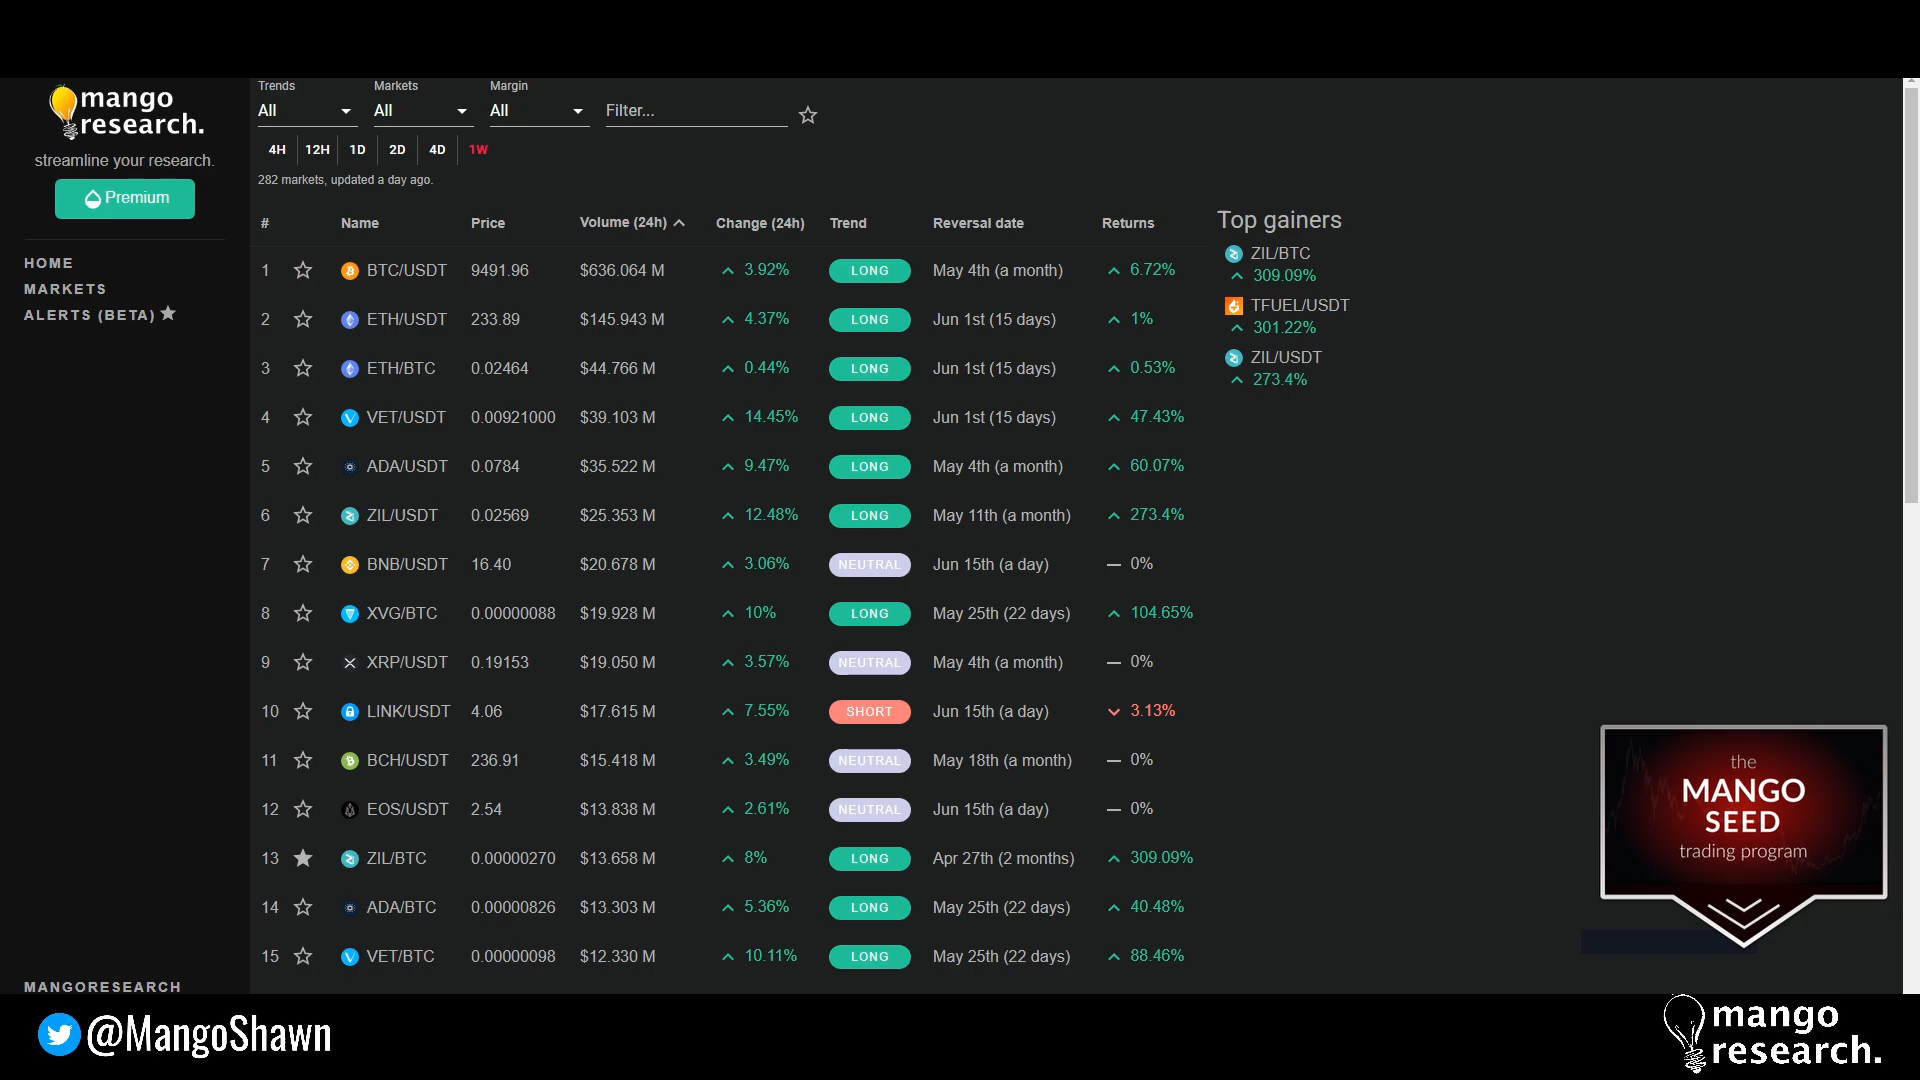 mango
research.
streamline your research.
Premium
HOME
MARKETS
ALERTS (BETA)
MANGORESEARCH
Trends Markets Margin
All All All Filter...
4H 12H 1D 2D 4D 1W
282 markets, updated a day ago.
# Name Price Volume (24h) Change (24h) Trend Reversal date Returns
1 BTC/USDT 9491.96 $636.064 M 3.92% LONG May 4th (a month) 6.72%
2 ETH/USDT 233.89 $145.943 M 4.37% LONG Jun 1st (15 days) 1%
3 ETH/BTC 0.02464 $44.766 M 0.44% LONG Jun 1st (15 days) 0.53%
4 VET/USDT 0.00921000 $39.103 M 14.45% LONG Jun 1st (15 days) 47.43%
5 ADA/USDT 0.0784 $35.522 M 9.47% LONG May 4th (a month) 60.07%
6 ZIL/USDT 0.02569 $25.353 M 12.48% LONG May 11th (a month) 273.4%
7 BNB/USDT 16.40 $20.678 M 3.06% NEUTRAL Jun 15th (a day) — 0%
8 XVG/BTC 0.00000088 $19.928 M 10% LONG May 25th (22 days) 104.65%
9 XRP/USDT 0.19153 $19.050 M 3.57% NEUTRAL May 4th (a month) — 0%
10 LINK/USDT 4.06 $17.615 M 7.55% SHORT Jun 15th (a day) 3.13%
11 BCH/USDT 236.91 $15.418 M 3.49% NEUTRAL May 18th (a month) — 0%
12 EOS/USDT 2.54 $13.838 M 2.61% NEUTRAL Jun 15th (a day) — 0%
13 ZIL/BTC 0.00000270 $13.658 M 8% LONG Apr 27th (2 months) 309.09%
14 ADA/BTC 0.00000826 $13.303 M 5.36% LONG May 25th (22 days) 40.48%
15 VET/BTC 0.00000098 $12.330 M 10.11% LONG May 25th (22 days) 88.46%
Top gainers
ZIL/BTC
309.09%
TFUEL/USDT
301.22%
ZIL/USDT
273.4%
the
MANGO
SEED
trading program
@MangoShawn
mango
research.